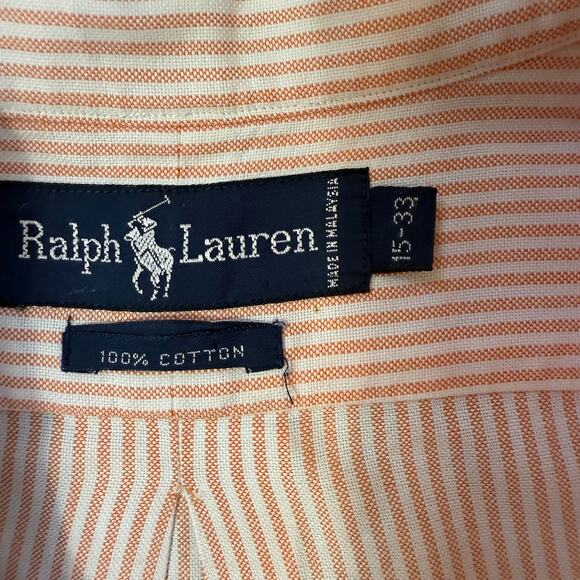 Ralph Lauren
MADE IN MALAYSIA
15-33
100% COTTON